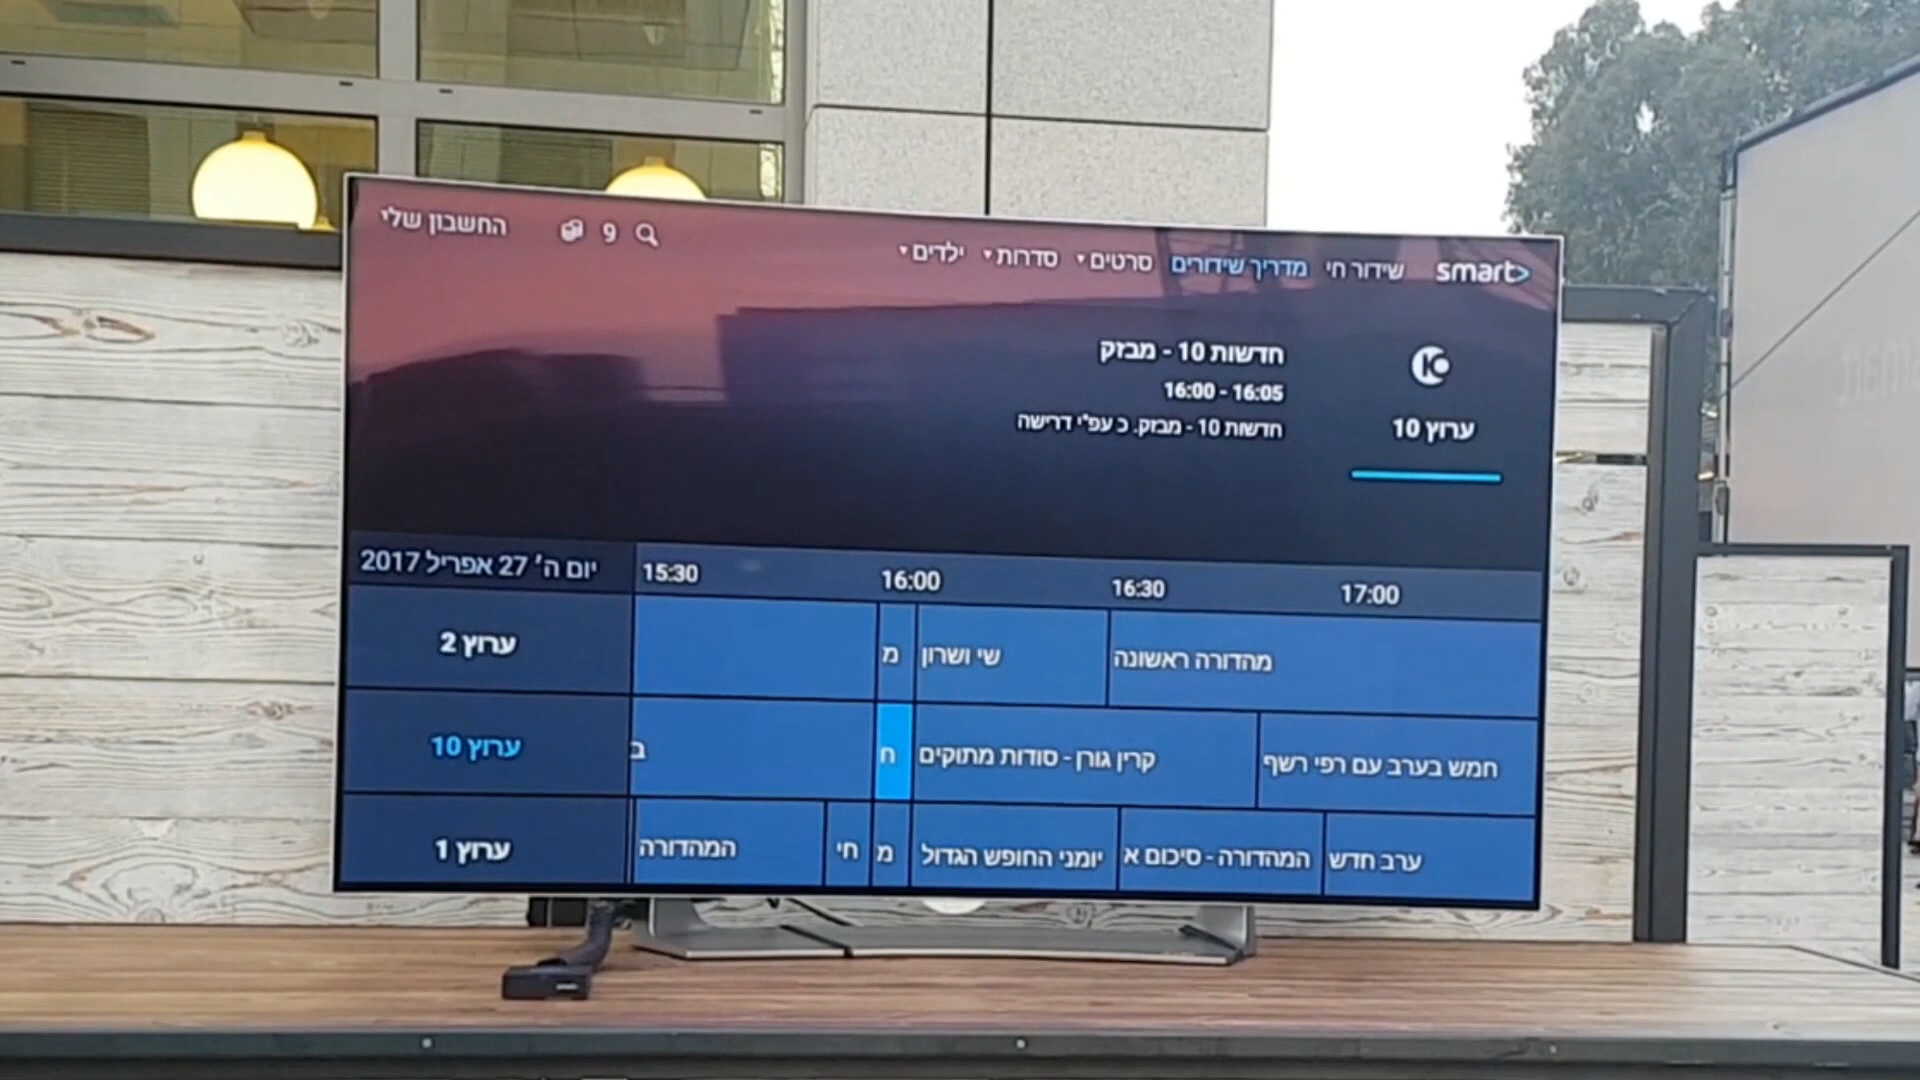 smart שידור חי מדריך שידורים סרטים סדרות ילדים 9 החשבון שלי
ערוץ 10
חדשות 10 - מבזק
16:00 - 16:05
חדשות 10 - מבזק. כ עפ"י דרישה
יום ה' 27 אפריל 2017 15:30 16:00 16:30 17:00
ערוץ 2 מ שי ושרון מהדורה ראשונה
ערוץ 10 ב ח קרין גורן - סודות מתוקים חמש בערב עם רפי רשף
ערוץ 1 המהדורה חי מ יומני החופש הגדול המהדורה - סיכום א ערב חדש